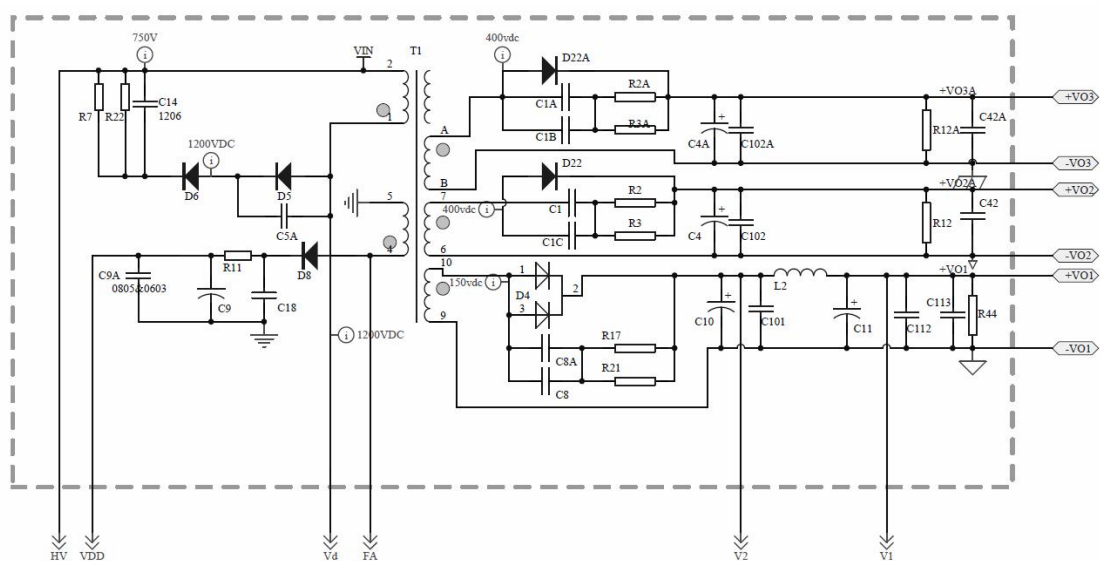 750V
VIN
T1
400vdc
D22A
2
R2A
C1A
+VO3A
+VO3
R7
R22
C14
1206
1
R3A
C1B
A
C4A
+
C102A
R12A
C42A
1200VDC
B
-VO3
D22
D6
D5
+VO2A
+VO2
5
7
R2
400vdc
C1
C5A
R3
C4
+
C102
R12
C42
4
C1C
D8
6
-VO2
R11
10
1
+VO1
+VO1
C9A
0805&0603
150vdc
D4
2
L2
3
C10
+
C101
C11
+
C112
C113
R44
C9
C18
9
1200VDC
R17
C8A
-VO1
R21
C8
HV
VDD
Vd
FA
V2
V1